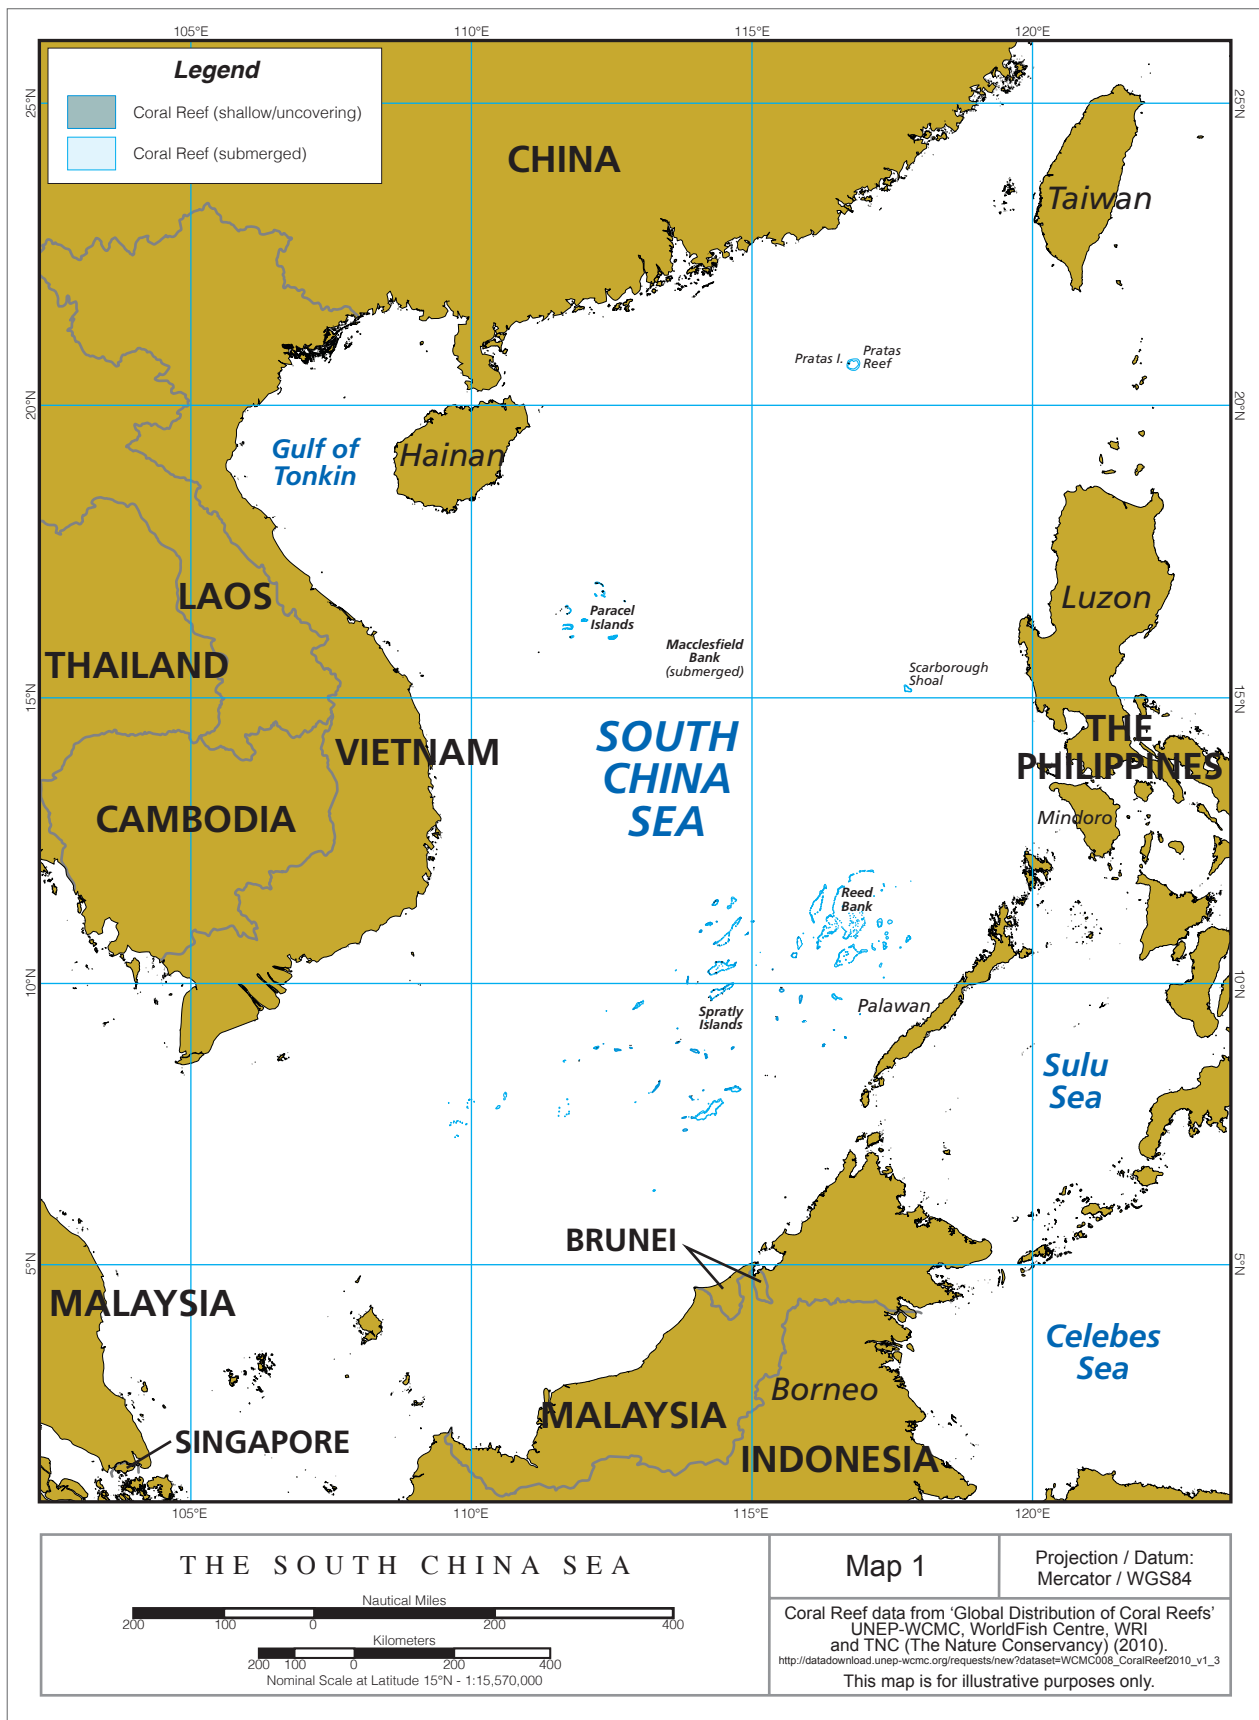 105°E
110°E
115°E
120°E
Legend
Coral Reef (shallow/uncovering)
Coral Reef (submerged)
25°N
25°N
CHINA
Taiwan
Pratas I.
Pratas
Reef
20°N
20°N
Gulf of
Tonkin
Hainan
LAOS
Luzon
Paracel
Islands
Macclesfield
Bank
(submerged)
THAILAND
Scarborough
Shoal
15°N
15°N
VIETNAM
SOUTH
CHINA
SEA
THE
PHILIPPINES
CAMBODIA
Mindoro
Reed
Bank
10°N
10°N
Spratly
Islands
Palawan
Sulu
Sea
BRUNEI
5°N
5°N
MALAYSIA
Celebes
Sea
Borneo
MALAYSIA
SINGAPORE
INDONESIA
105°E
110°E
115°E
120°E
THE SOUTH CHINA SEA
Nautical Miles
200 100 0 200 400
Kilometers
200 100 0 200 400
Nominal Scale at Latitude 15°N - 1:15,570,000
Map 1
Projection / Datum:
Mercator / WGS84
Coral Reef data from ‘Global Distribution of Coral Reefs’
UNEP-WCMC, WorldFish Centre, WRI
and TNC (The Nature Conservancy) (2010).
http://datadownload.unep-wcmc.org/requests/new?dataset=WCMC008_CoralReef2010_v1_3
This map is for illustrative purposes only.